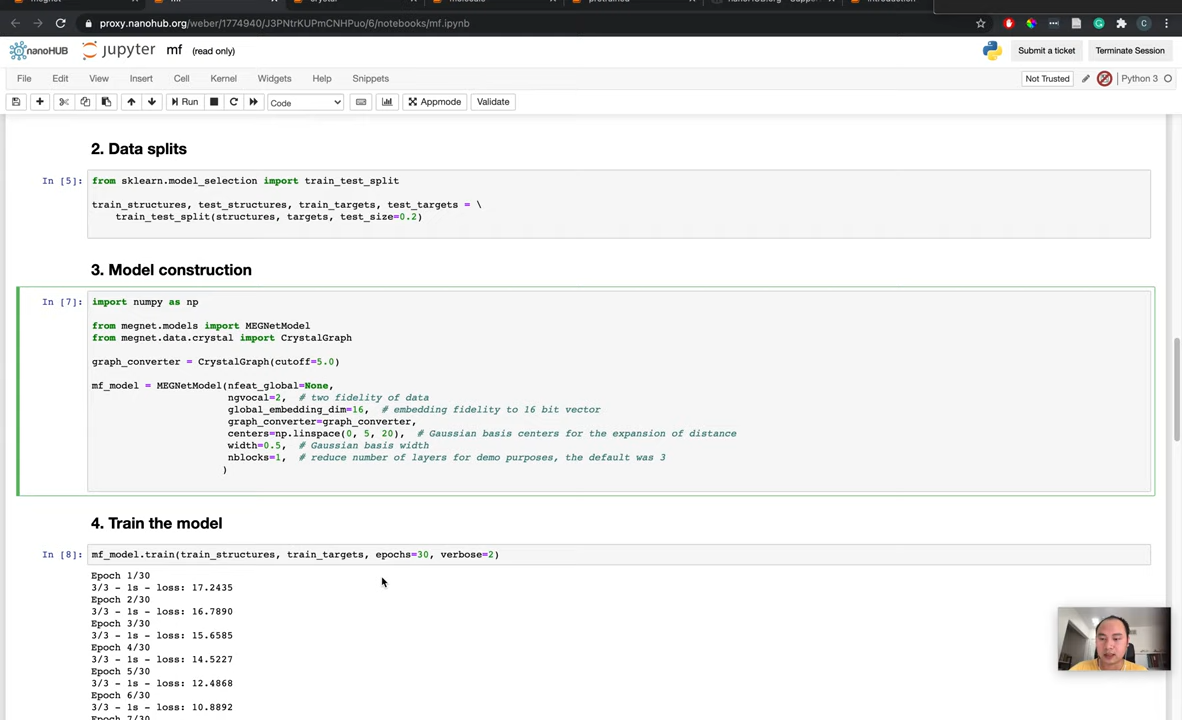 proxy.nanohub.org/weber/1774940/J3PNtrKUPmCNHPuo/6/notebooks/mf.ipynb
C
nanoHUB jupyter mf (read only)
Submit a ticket Terminate Session
File Edit View Insert Cell Kernel Widgets Help Snippets
Not Trusted Python 3
Run Code Appmode Validate
2. Data splits
In [5]: from sklearn.model_selection import train_test_split
train_structures, test_structures, train_targets, test_targets = \
train_test_split(structures, targets, test_size=0.2)
3. Model construction
In [7]: import numpy as np
from megnet.models import MEGNetModel
from megnet.data.crystal import CrystalGraph
graph_converter = CrystalGraph(cutoff=5.0)
mf_model = MEGNetModel(nfeat_global=None,
ngvocal=2, # two fidelity of data
global_embedding_dim=16, # embedding fidelity to 16 bit vector
graph_converter=graph_converter,
centers=np.linspace(0, 5, 20), # Gaussian basis centers for the expansion of distance
width=0.5, # Gaussian basis width
nblocks=1, # reduce number of layers for demo purposes, the default was 3
)
4. Train the model
In [8]: mf_model.train(train_structures, train_targets, epochs=30, verbose=2)
Epoch 1/30
3/3 - 1s - loss: 17.2435
Epoch 2/30
3/3 - 1s - loss: 16.7890
Epoch 3/30
3/3 - 1s - loss: 15.6585
Epoch 4/30
3/3 - 1s - loss: 14.5227
Epoch 5/30
3/3 - 1s - loss: 12.4868
Epoch 6/30
3/3 - 1s - loss: 10.8892
Epoch 7/30